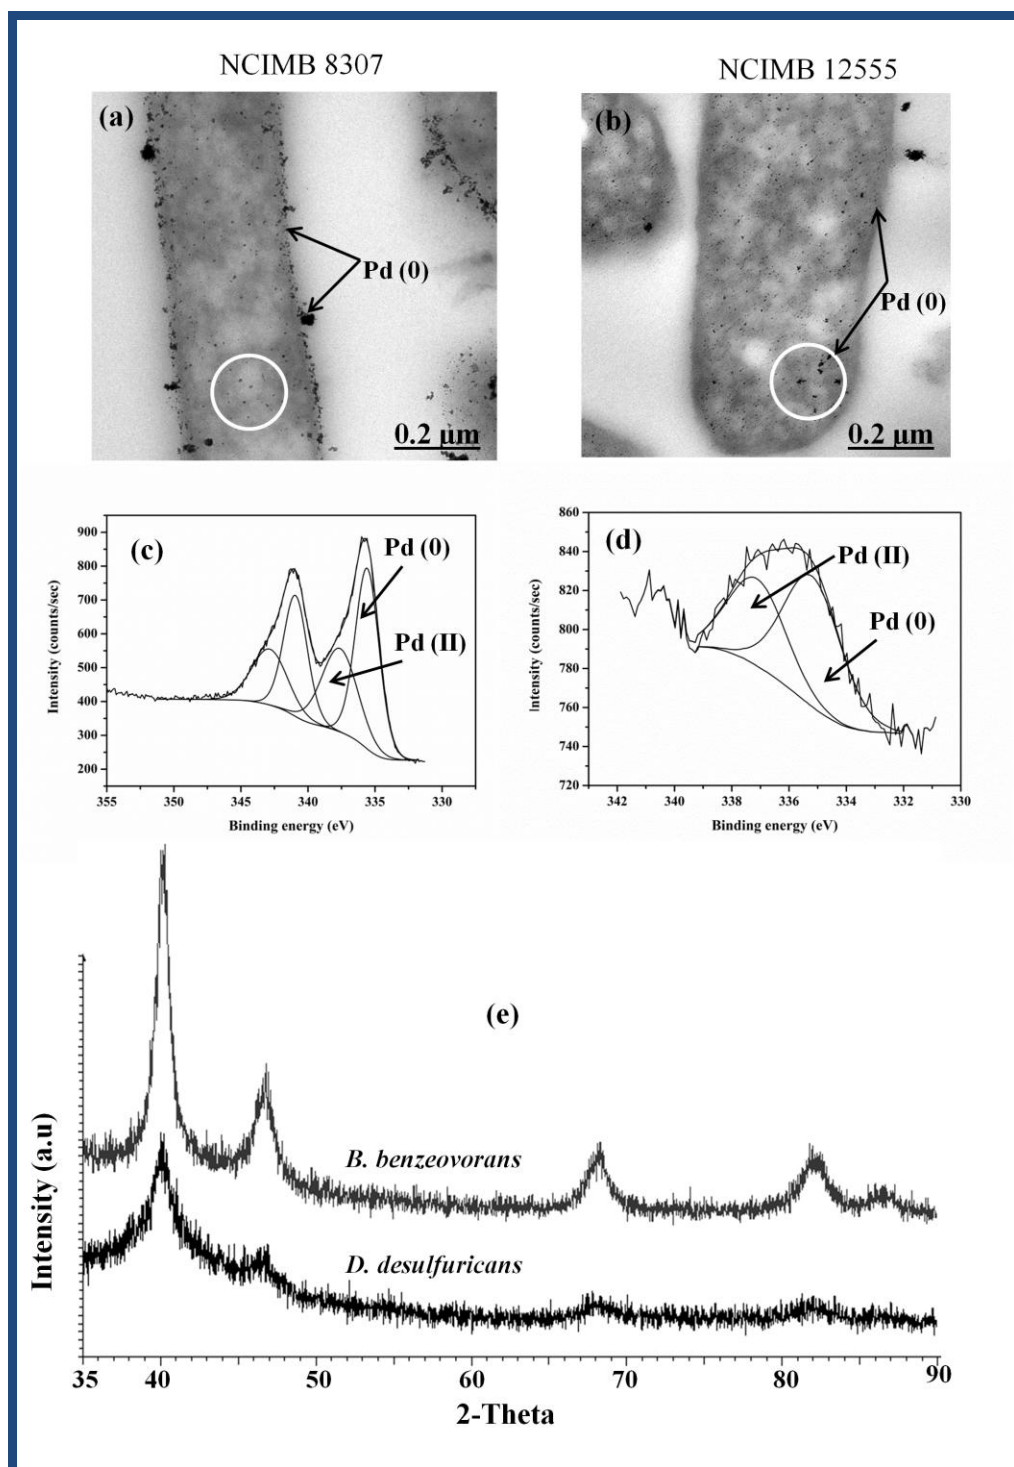 NCIMB 8307
NCIMB 12555
(a)
Pd (0)
0.2 μm
(b)
Pd (0)
0.2 μm
(c)
Pd (0)
Pd (II)
900
800
700
600
500
400
300
200
Intensity (counts/sec)
355 350 345 340 335 330
Binding energy (eV)
(d)
Pd (II)
Pd (0)
860
840
820
800
780
760
740
720
Intensity (counts/sec)
342 340 338 336 334 332 330
Binding energy (eV)
(e)
B. benzeovorans
D. desulfuricans
Intensity (a.u)
35 40 50 60 70 80 90
2-Theta